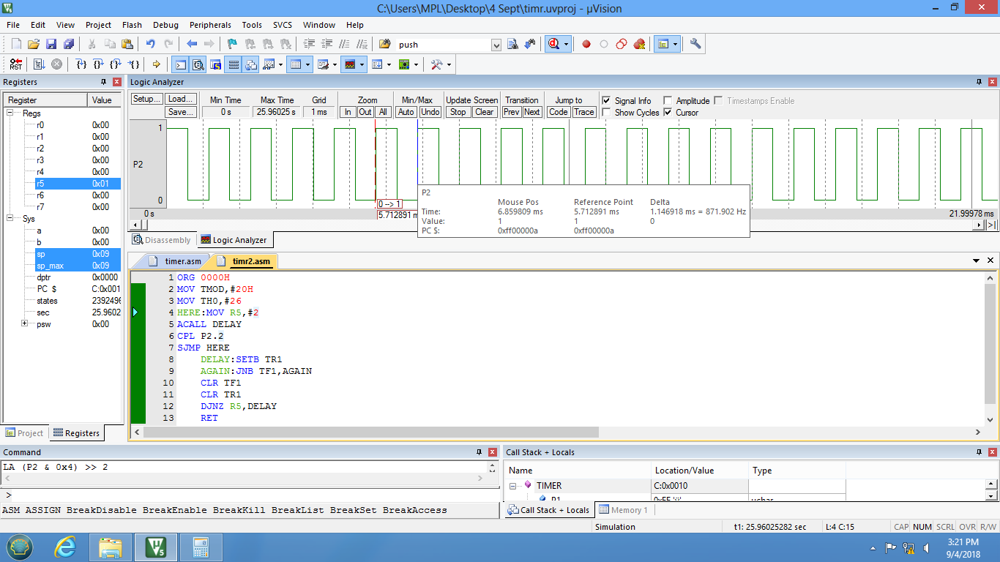 C:\Users\MPL\Desktop\4 Sept\timr.uvproj - µVision
File Edit View Project Flash Debug Peripherals Tools SVCS Window Help
push
RST
Registers
Register Value
Regs
r0 0x00
r1 0x00
r2 0x00
r3 0x00
r4 0x00
r5 0x01
r6 0x00
r7 0x00
Sys
a 0x00
b 0x00
sp 0x09
sp_max 0x09
dptr 0x0000
PC $ C:0x001
states 2392496
sec 25.9602
psw 0x00
Project Registers
Logic Analyzer
Setup... Load... Min Time Max Time Grid Zoom Min/Max Update Screen Transition Jump to Signal Info Amplitude Timestamps Enable
Save... 0 s 25.96025 s 1 ms In Out All Auto Undo Stop Clear Prev Next Code Trace Show Cycles Cursor
1
P2
0
0 --> 1
0 s 5.712891 m 21.99978 ms
P2
Mouse Pos Reference Point Delta
Time: 6.859809 ms 5.712891 ms 1.146918 ms = 871.902 Hz
Value: 1 1 0
PC $: 0xff00000a 0xff00000a
Disassembly Logic Analyzer
timer.asm timr2.asm
1 ORG 0000H
2 MOV TMOD,#20H
3 MOV TH0,#26
4 HERE:MOV R5,#2
5 ACALL DELAY
6 CPL P2.2
7 SJMP HERE
8 DELAY:SETB TR1
9 AGAIN:JNB TF1,AGAIN
10 CLR TF1
11 CLR TR1
12 DJNZ R5,DELAY
13 RET
Command
LA (P2 & 0x4) >> 2
>
ASM ASSIGN BreakDisable BreakEnable BreakKill BreakList BreakSet BreakAccess
Call Stack + Locals
Name Location/Value Type
TIMER C:0x0010
Call Stack + Locals Memory 1
Simulation t1: 25.96025282 sec L:4 C:15 CAP NUM SCRL OVR R/W
3:21 PM
9/4/2018